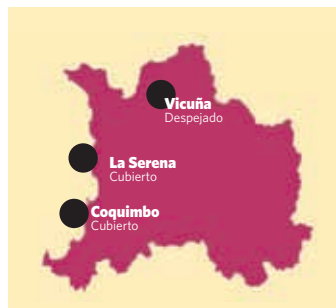 Vicuña
Despejado
La Serena
Cubierto
Coquimbo
Cubierto